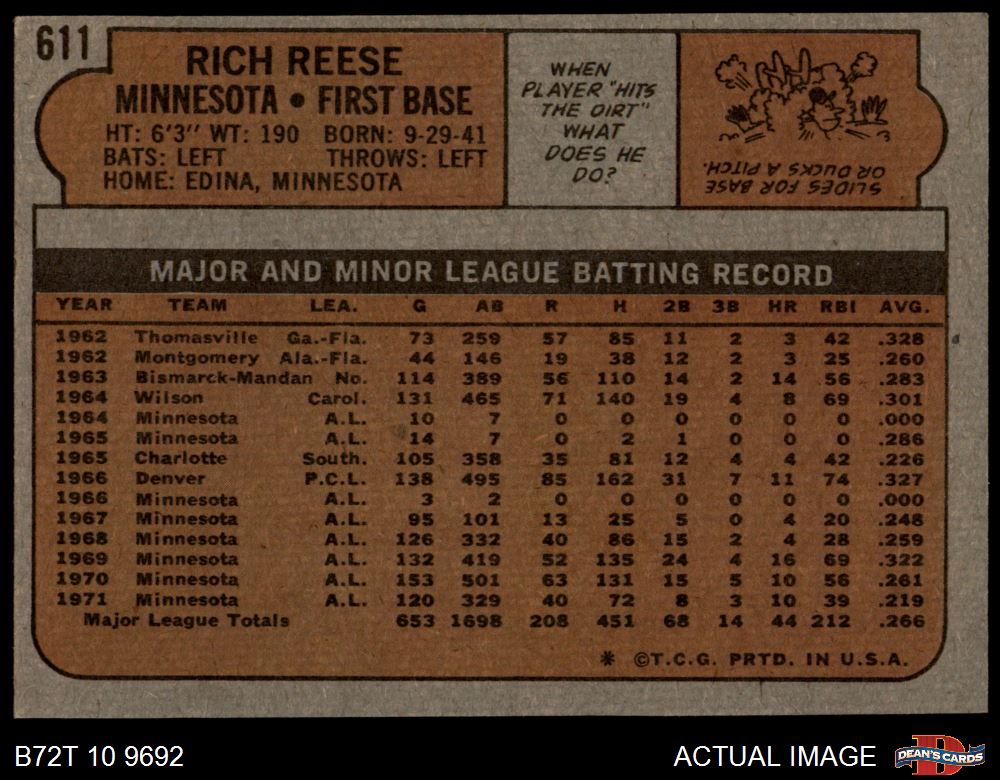 611
RICH REESE
MINNESOTA • FIRST BASE
HT: 6'3" WT: 190 BORN: 9-29-41
BATS: LEFT THROWS: LEFT
HOME: EDINA, MINNESOTA
WHEN
PLAYER "HITS
THE DIRT"
WHAT
DOES HE
DO?
SLIDES FOR BASE
OR DUCKS A PITCH.
MAJOR AND MINOR LEAGUE BATTING RECORD
YEAR TEAM LEA. G AB R H 2B 3B HR RBI AVG.
1962 Thomasville Ga.-Fla. 73 259 57 85 11 2 3 42 .328
1962 Montgomery Ala.-Fla. 44 146 19 38 12 2 3 25 .260
1963 Bismarck-Mandan No. 114 389 56 110 14 2 14 56 .283
1964 Wilson Carol. 131 465 71 140 19 4 8 69 .301
1964 Minnesota A.L. 10 7 0 0 0 0 0 0 .000
1965 Minnesota A.L. 14 7 0 2 1 0 0 0 .286
1965 Charlotte South. 105 358 35 81 12 4 4 42 .226
1966 Denver P.C.L. 138 495 85 162 31 7 11 74 .327
1966 Minnesota A.L. 3 2 0 0 0 0 0 0 .000
1967 Minnesota A.L. 95 101 13 25 5 0 4 20 .248
1968 Minnesota A.L. 126 332 40 86 15 2 4 28 .259
1969 Minnesota A.L. 132 419 52 135 24 4 16 69 .322
1970 Minnesota A.L. 153 501 63 131 15 5 10 56 .261
1971 Minnesota A.L. 120 329 40 72 8 3 10 39 .219
Major League Totals 653 1698 208 451 68 14 44 212 .266
* ©T.C.G. PRTD. IN U.S.A.
B72T 10 9692
ACTUAL IMAGE
D
DEAN'S CARDS